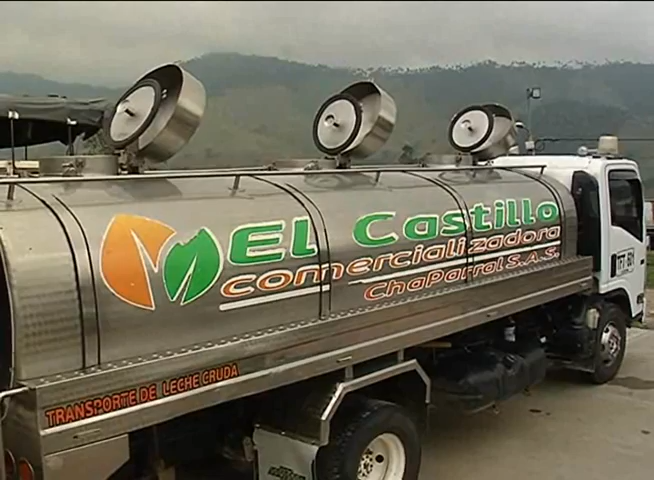 EL Castillo
comercializadora
chaparral S.A.S.
TRANSPORTE DE LECHE CRUDA